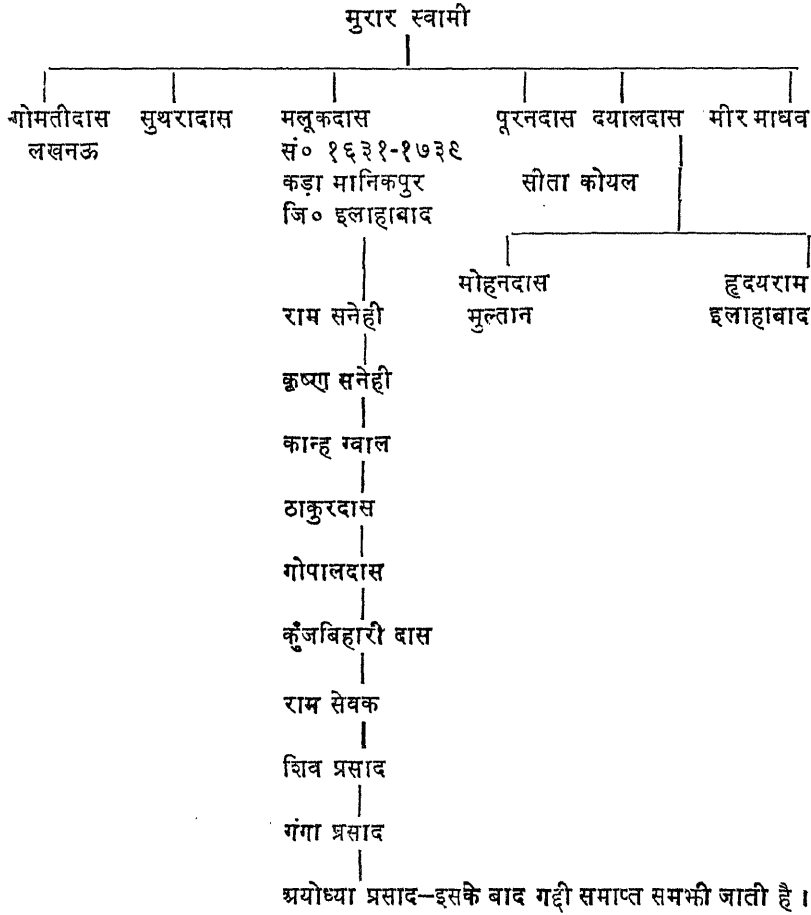 मुरार स्वामी
गोमतीदास सुथरादास मलूकदास पूरनदास दयालदास मीर माधव
लखनऊ सं० १६३१-१७३९
कड़ा मानिकपुर सीता कोयल
जि० इलाहाबाद
मोहनदास हृदयराम
राम सनेही मुल्तान इलाहाबाद
कृष्ण सनेही
कान्ह ग्वाल
ठाकुरदास
गोपालदास
कुँजबिहारी दास
राम सेवक
शिव प्रसाद
गंगा प्रसाद
अयोध्या प्रसाद–इसके बाद गद्दी समाप्त समझी जाती है।